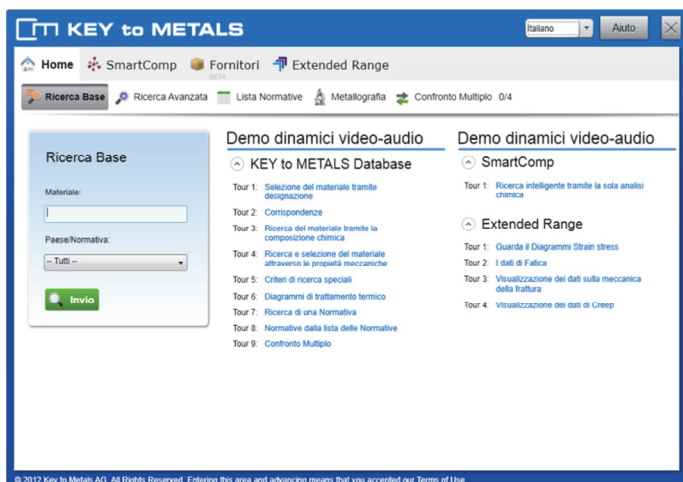 KEY to METALS
Italiano
Aiuto
Home SmartComp Fornitori Extended Range
BETA
Ricerca Base Ricerca Avanzata Lista Normative Metallografia Confronto Multiplo 0/4
Ricerca Base
Materiale:
Paese/Normativa:
-- Tutti --
Invio
Demo dinamici video-audio
KEY to METALS Database
Tour 1: Selezione del materiale tramite
designazione
Tour 2: Corrispondenze
Tour 3: Ricerca del materiale tramite la
composizione chimica
Tour 4: Ricerca e selezione del materiale
attraverso le propietà meccaniche
Tour 5: Criteri di ricerca speciali
Tour 6: Diagrammi di trattamento termico
Tour 7: Ricerca di una Normativa
Tour 8: Normative dalla lista delle Normative
Tour 9: Confronto Multiplo
Demo dinamici video-audio
SmartComp
Tour 1: Ricerca intelligente tramite la sola analisi
chimica
Extended Range
Tour 1: Guarda il Diagrammi Strain stress
Tour 2: I dati di Fatica
Tour 3: Visualizzazione dei dati sulla meccanica
della frattura
Tour 4: Visualizzazione dei dati di Creep
© 2012 Key to Metals AG. All Rights Reserved. Entering this area and advancing means that you accepted our Terms of Use